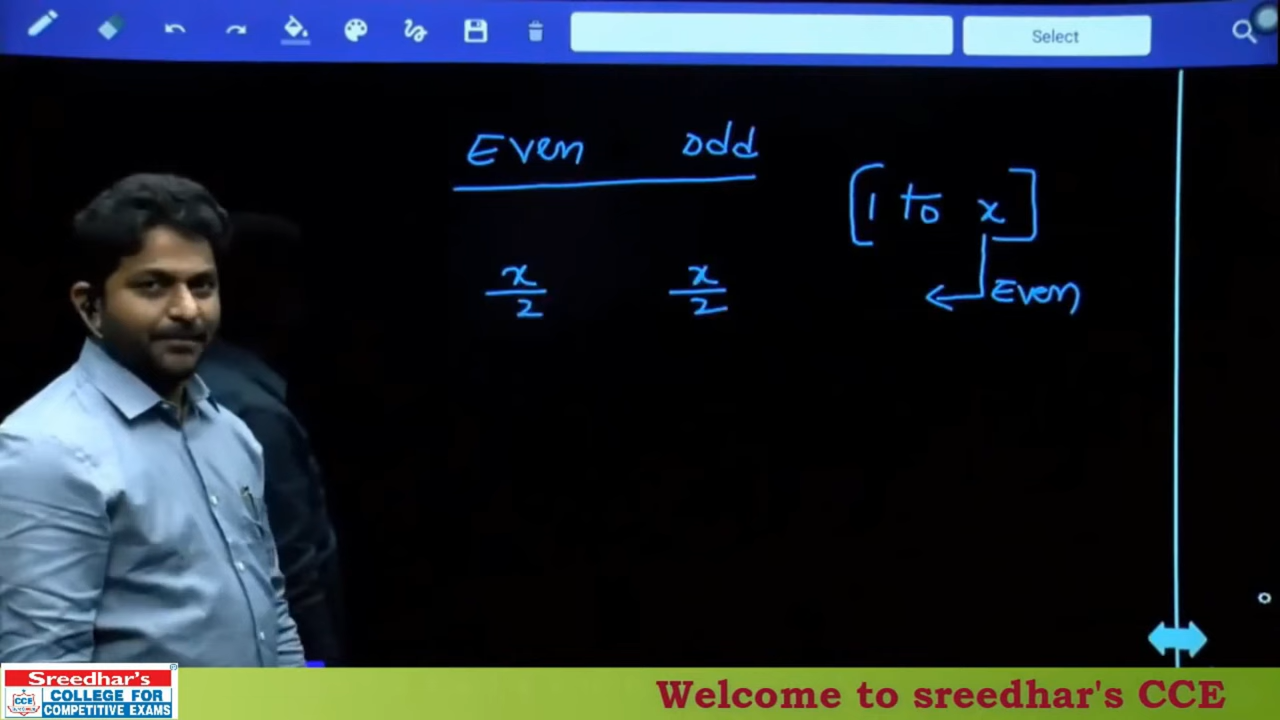 Select
Even odd
[1 to x]
x/2 x/2
Even
Sreedhar's
CCE
COLLEGE FOR
COMPETITIVE EXAMS
Welcome to sreedhar's CCE